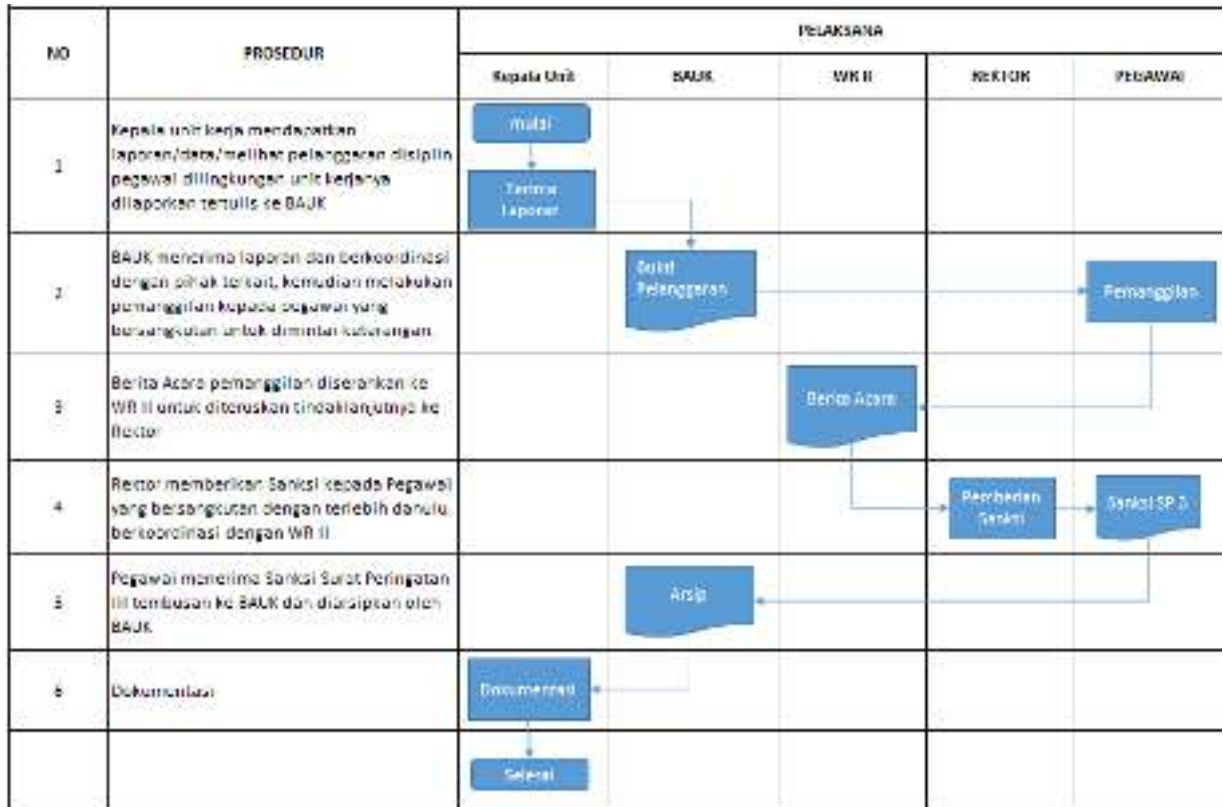 PELAKSANA
NO
PROSEDUR
Kepala Unit
BAUK
WR II
REKTOR
PEGAWAI
1
Kepala unit kerja mendapatkan
laporan/data/melihat pelanggaran disiplin
pegawai dilingkungan unit kerjanya
dilaporkan tertulis ke BAUK
mulai
Terima
Laporan
2
BAUK menerima laporan dan berkoordinasi
dengan pihak terkait, kemudian melakukan
pemanggilan kepada pegawai yang
bersangkutan untuk dimintai keterangan
Bukti
Pelanggaran
Pemanggilan
3
Berita Acara pemanggilan diserahkan ke
WR II untuk diteruskan tindaklanjutnya ke
Rektor
Berita Acara
4
Rektor memberikan Sanksi kepada Pegawai
yang bersangkutan dengan terlebih dahulu
berkoordinasi dengan WR II
Pemberian
Sanksi
Sanksi SP 3
5
Pegawai menerima Sanksi Surat Peringatan
III tembusan ke BAUK dan diarsipkan oleh
BAUK
Arsip
6
Dokumentasi
Dokumentasi
Selesai